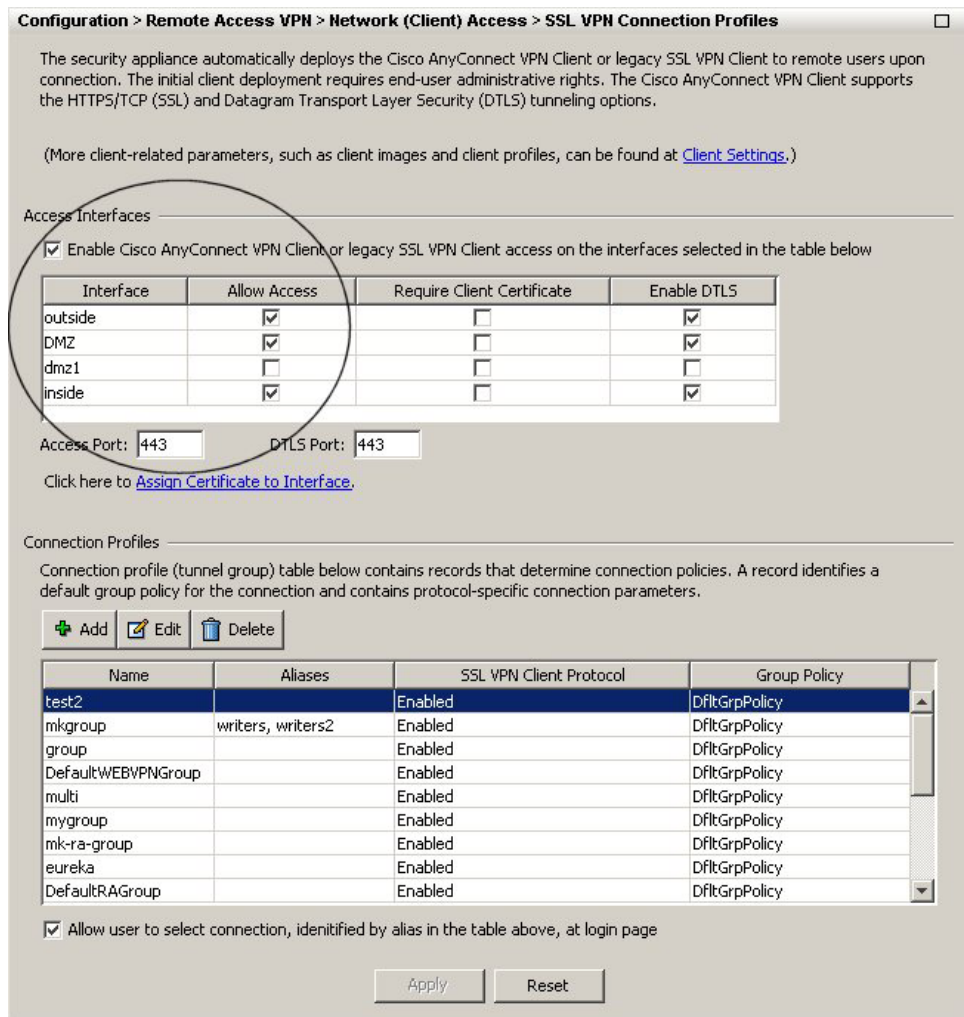 Configuration > Remote Access VPN > Network (Client) Access > SSL VPN Connection Profiles
The security appliance automatically deploys the Cisco AnyConnect VPN Client or legacy SSL VPN Client to remote users upon
connection. The initial client deployment requires end-user administrative rights. The Cisco AnyConnect VPN Client supports
the HTTPS/TCP (SSL) and Datagram Transport Layer Security (DTLS) tunneling options.
(More client-related parameters, such as client images and client profiles, can be found at Client Settings.)
Access Interfaces
Enable Cisco AnyConnect VPN Client or legacy SSL VPN Client access on the interfaces selected in the table below
Interface Allow Access Require Client Certificate Enable DTLS
outside
DMZ
dmz1
inside
Access Port: 443 DTLS Port: 443
Click here to Assign Certificate to Interface.
Connection Profiles
Connection profile (tunnel group) table below contains records that determine connection policies. A record identifies a
default group policy for the connection and contains protocol-specific connection parameters.
Add Edit Delete
Name Aliases SSL VPN Client Protocol Group Policy
test2 Enabled DfltGrpPolicy
mkgroup writers, writers2 Enabled DfltGrpPolicy
group Enabled DfltGrpPolicy
DefaultWEBVPNGroup Enabled DfltGrpPolicy
multi Enabled DfltGrpPolicy
mygroup Enabled DfltGrpPolicy
mk-ra-group Enabled DfltGrpPolicy
eureka Enabled DfltGrpPolicy
DefaultRAGroup Enabled DfltGrpPolicy
Allow user to select connection, idenitified by alias in the table above, at login page
Apply Reset